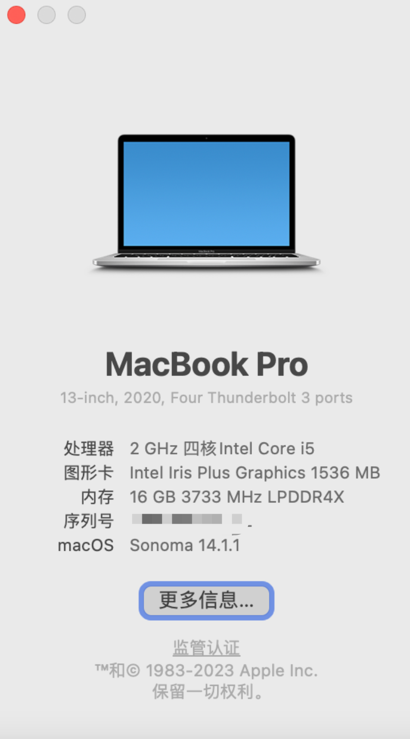 MacBook Pro
13-inch, 2020, Four Thunderbolt 3 ports
处理器 2 GHz 四核Intel Core i5
图形卡 Intel Iris Plus Graphics 1536 MB
内存 16 GB 3733 MHz LPDDR4X
序列号
macOS Sonoma 14.1.1
更多信息...
监管认证
™和© 1983-2023 Apple Inc.
保留一切权利。